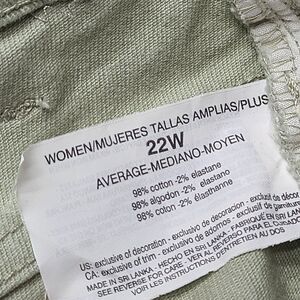 WOMEN/MUJERES TALLAS AMPLIAS/PLUS
22W
AVERAGE-MEDIANO-MOYEN
98% cotton -2% elastane
98% algodon -2% elastano
98% coton -2% élasthanne
US: exclusive of decoration - exclusivo de decoracion - exclusif de décor
CA: exclusive of trim - exclusivo de adornos - exclusif de garniture
MADE IN SRI LANKA - HECHO EN SRI LANKA - FABRIQUÉ EN SRI
SEE REVERSE FOR CARE - VER AL REVERSO PARA EL CUIDADO
VOIR LES INSTRUCTIONS D'ENTRETIEN AU DOS